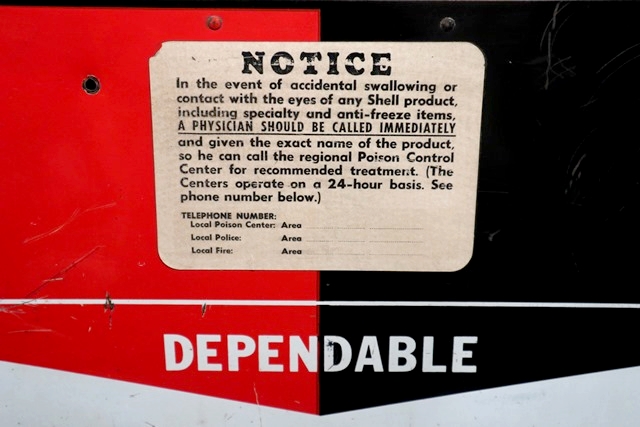 NOTICE
In the event of accidental swallowing or
contact with the eyes of any Shell product,
including specialty and anti-freeze items,
A PHYSICIAN SHOULD BE CALLED IMMEDIATELY
and given the exact name of the product,
so he can call the regional Poison Control
Center for recommended treatment. (The
Centers operate on a 24-hour basis. See
phone number below.)
TELEPHONE NUMBER:
Local Poison Center: Area
Local Police: Area
Local Fire: Area
DEPENDABLE